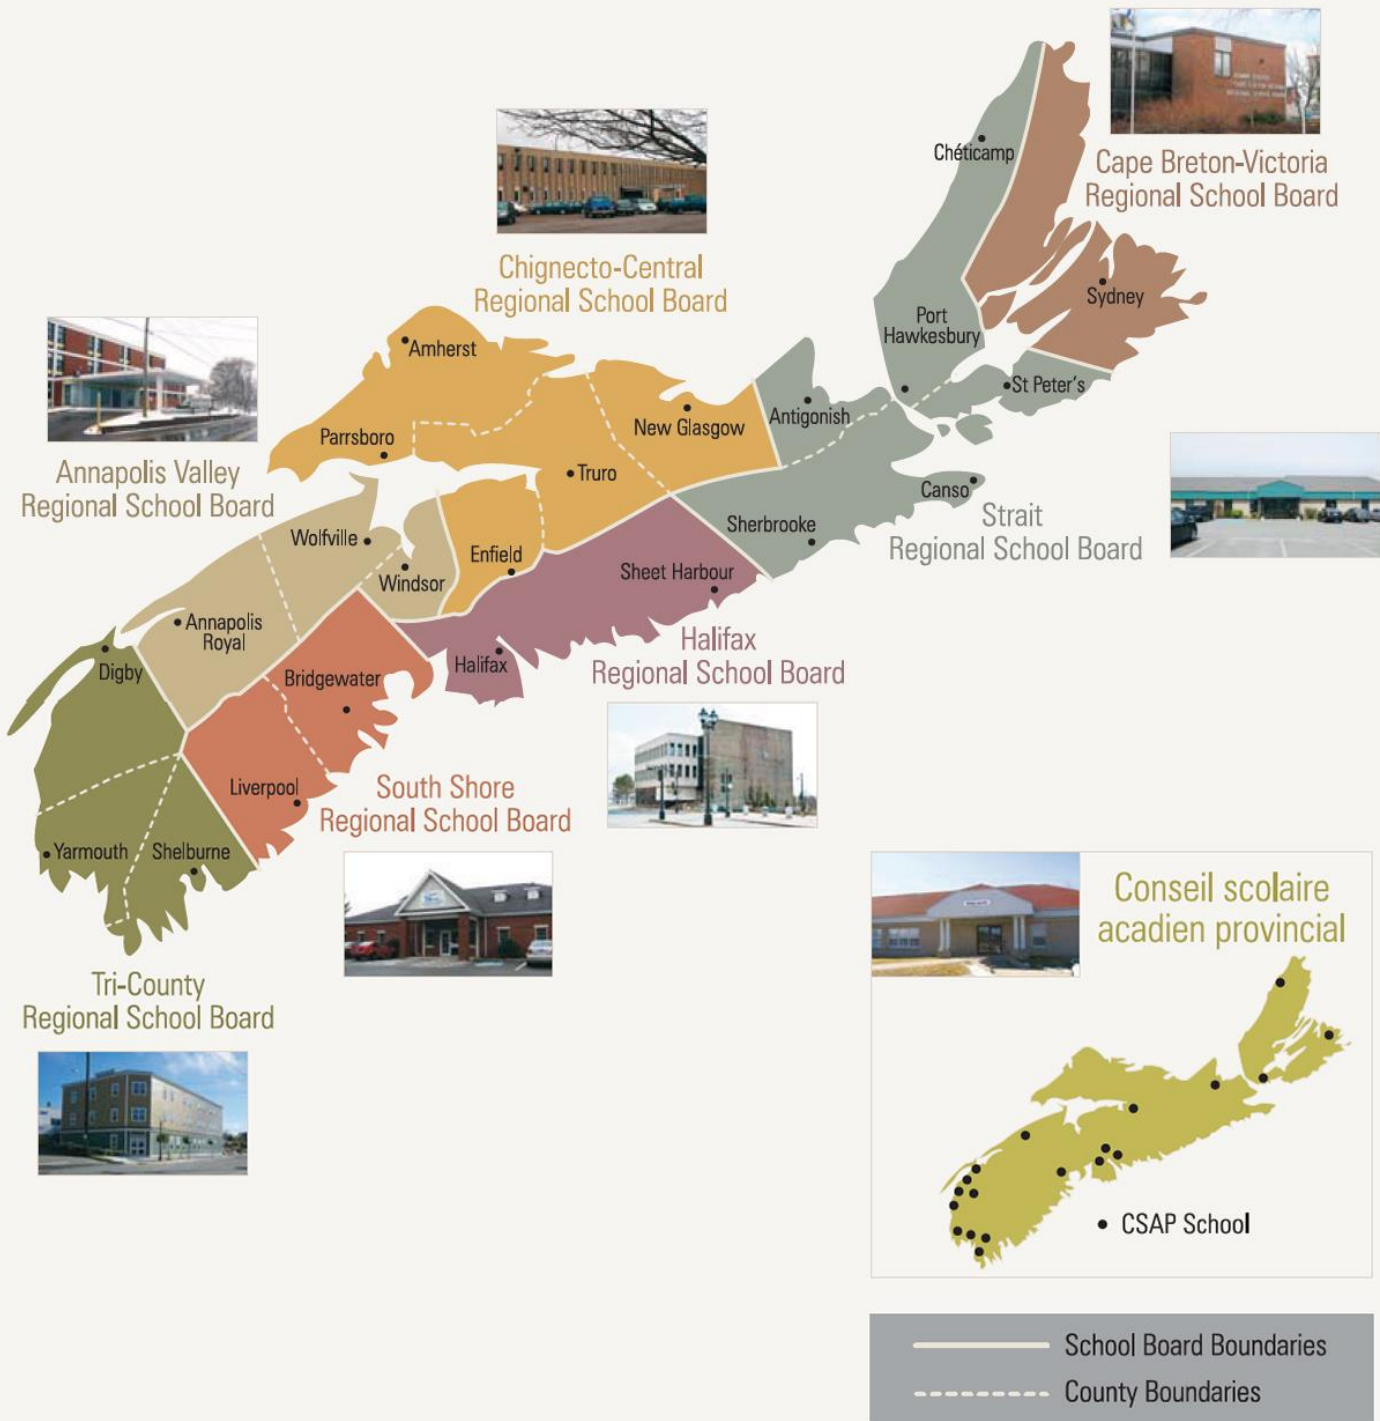 Cape Breton-Victoria
Regional School Board
Chéticamp
Sydney
Port
Hawkesbury
St Peter's
Chignecto-Central
Regional School Board
Amherst
Parrsboro
New Glasgow
Truro
Enfield
Antigonish
Canso
Sherbrooke
Strait
Regional School Board
Annapolis Valley
Regional School Board
Wolfville
Windsor
Annapolis
Royal
Sheet Harbour
Halifax
Halifax
Regional School Board
Digby
Bridgewater
Liverpool
South Shore
Regional School Board
Yarmouth
Shelburne
Tri-County
Regional School Board
Conseil scolaire
acadien provincial
CSAP School
School Board Boundaries
County Boundaries